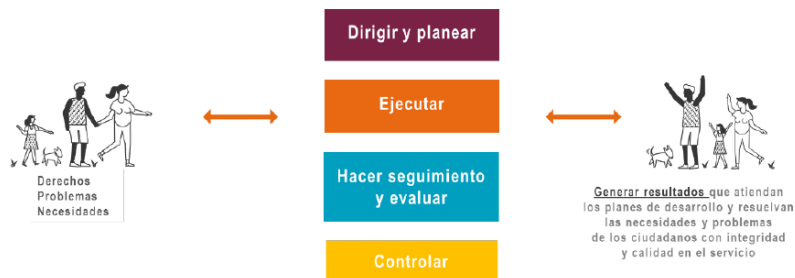 Dirigir y planear
Ejecutar
Hacer seguimiento
y evaluar
Controlar
Derechos
Problemas
Necesidades
Generar resultados que atiendan
los planes de desarrollo y resuelvan
las necesidades y problemas
de los ciudadanos con integridad
y calidad en el servicio